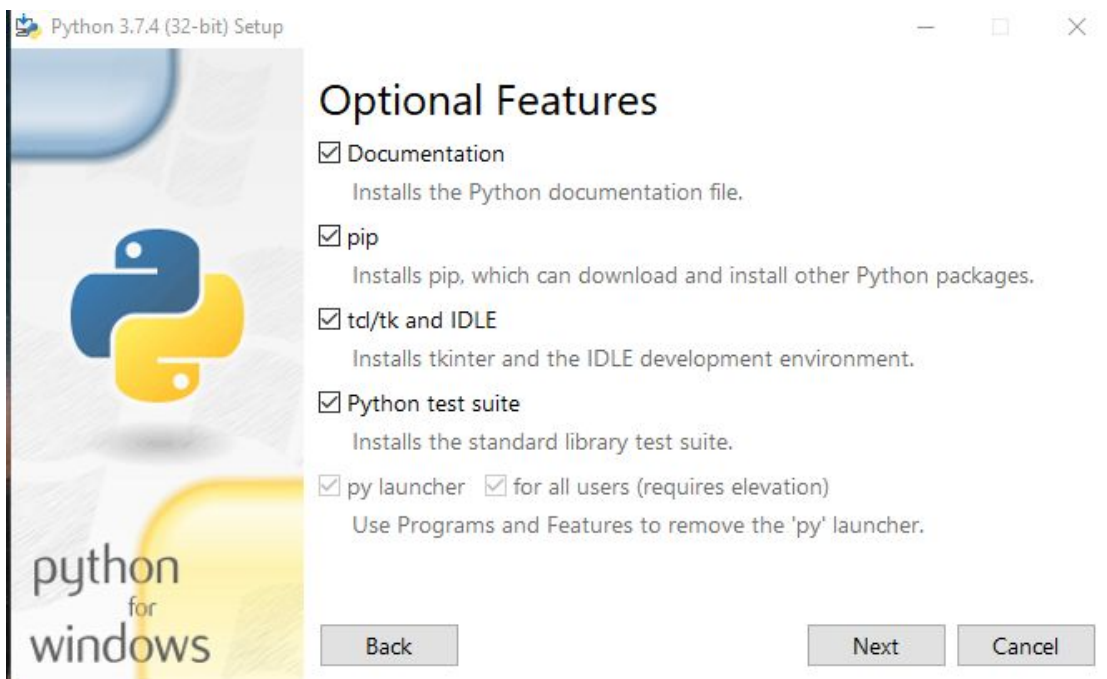 Python 3.7.4 (32-bit) Setup
Optional Features
Documentation
Installs the Python documentation file.
pip
Installs pip, which can download and install other Python packages.
tcl/tk and IDLE
Installs tkinter and the IDLE development environment.
Python test suite
Installs the standard library test suite.
py launcher for all users (requires elevation)
Use Programs and Features to remove the 'py' launcher.
python
for
windows
Back Next Cancel